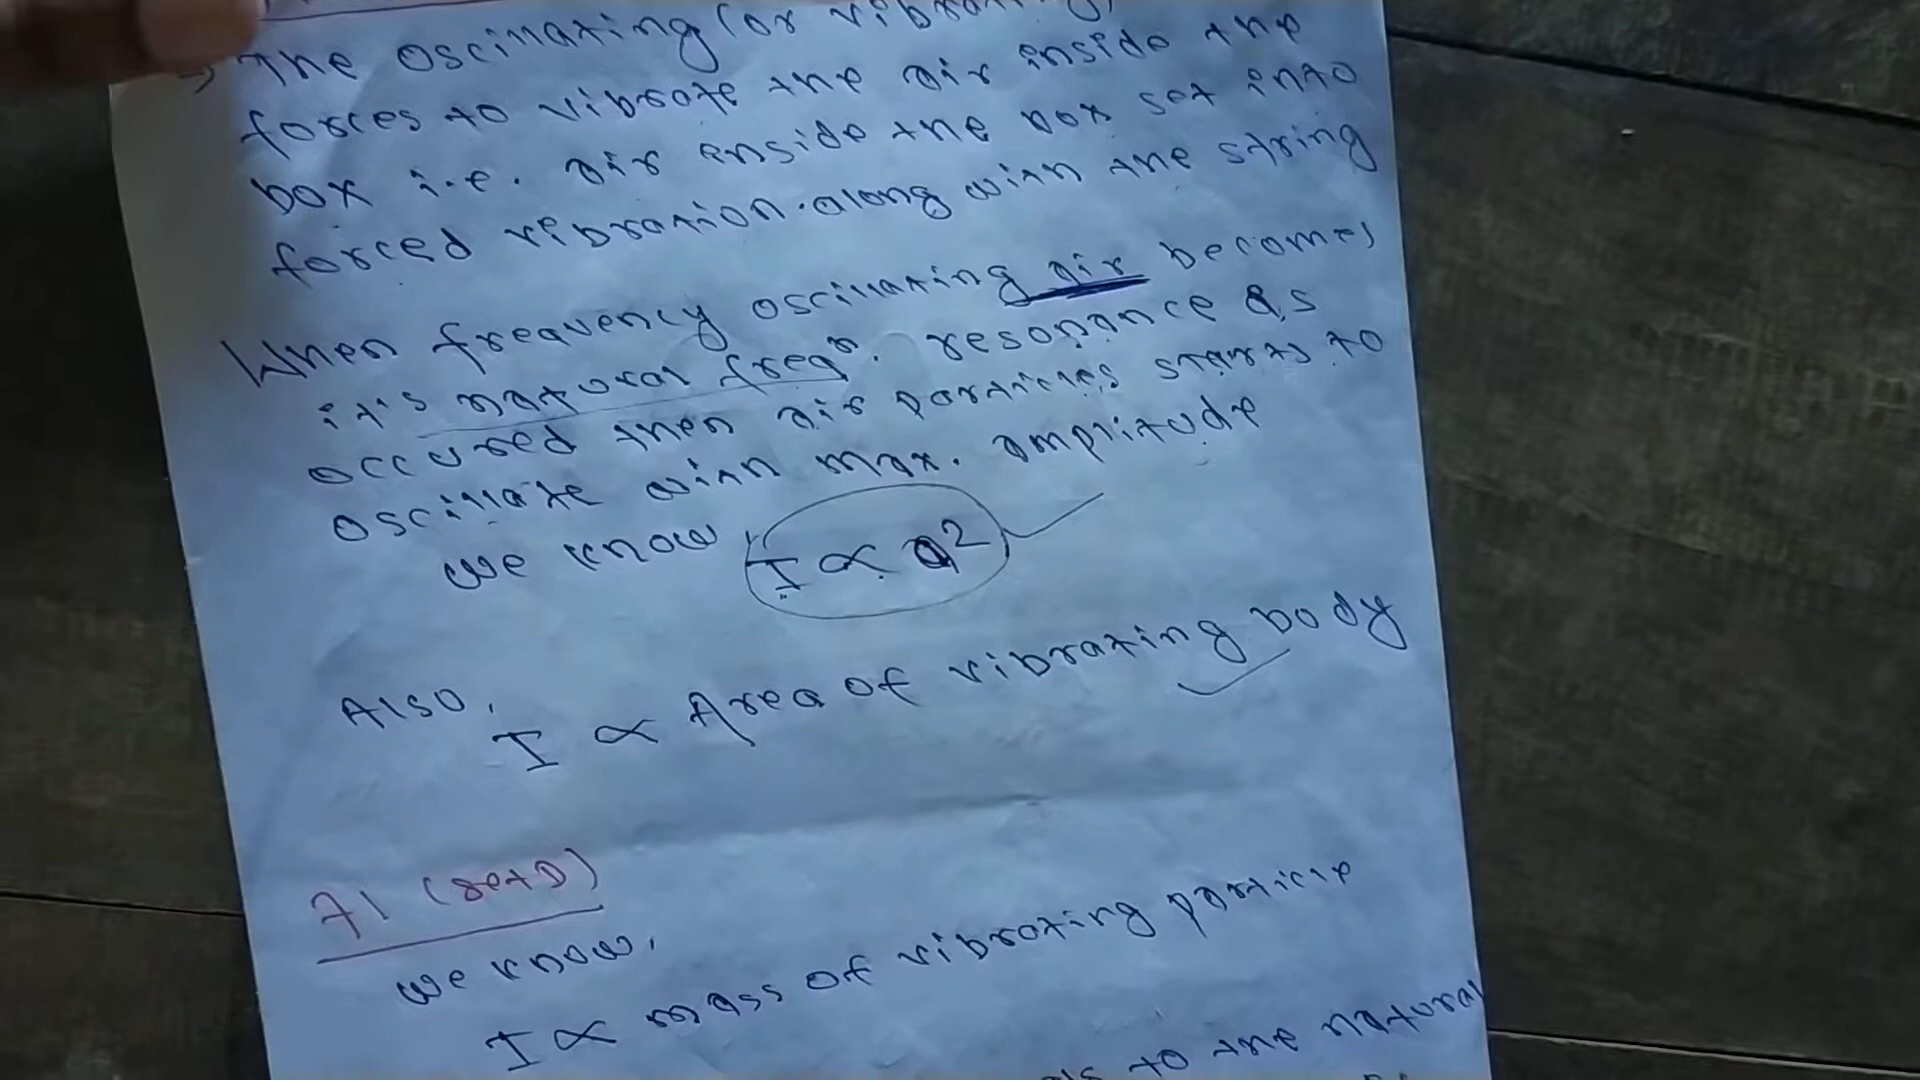 → The oscillating (or vibrating)
forces to vibrate the air inside the
box i.e. air inside the box set into
forced vibration. along with the string
When frequency oscillating air becomes
it's natural freqn. resonance is
occured then air particles starts to
oscillate with max. amplitude
we know, I ∝ a2
Also,
I ∝ Area of vibrating body
71 (set D)
we know,
I ∝ mass of vibrating particle
to the natural